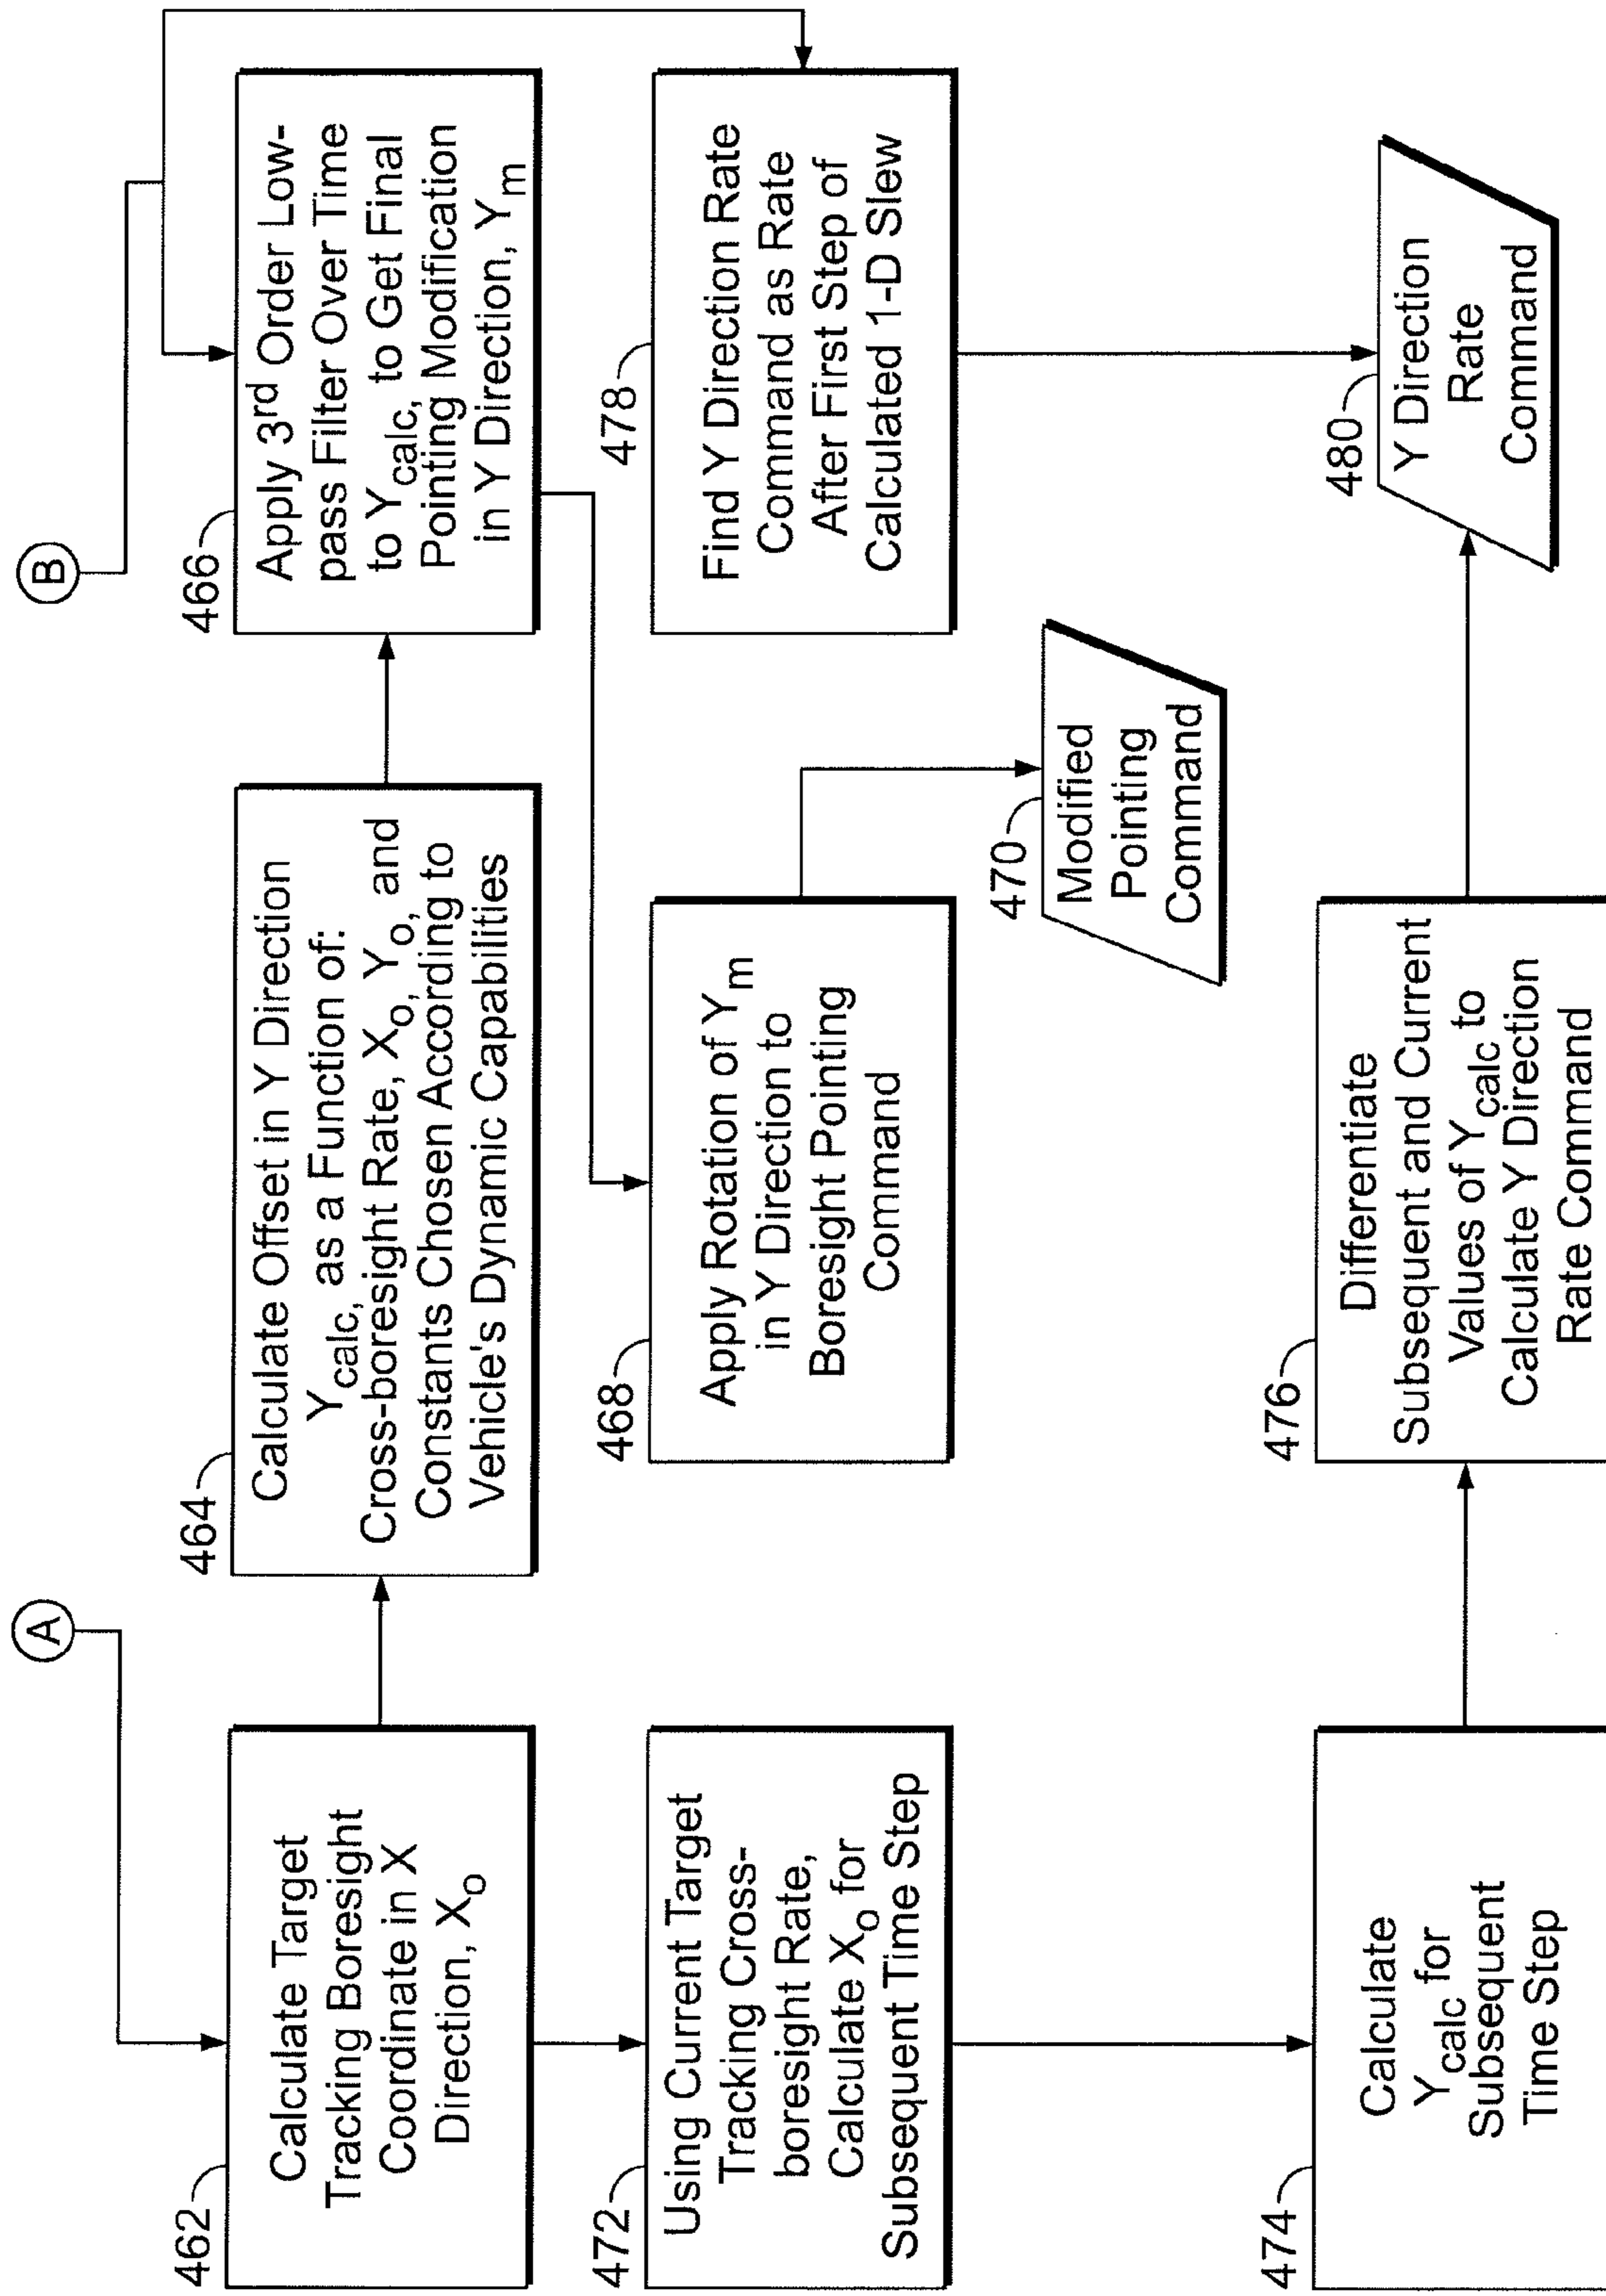 A
B
462
Calculate Target
Tracking Boresight
Coordinate in X
Direction, Xo
464
Calculate Offset in Y Direction
Ycalc, as a Function of:
Cross-boresight Rate, Xo, Yo, and
Constants Chosen According to
Vehicle's Dynamic Capabilities
466
Apply 3rd Order Low-
pass Filter Over Time
to Ycalc, to Get Final
Pointing Modification
in Y Direction, Ym
472
Using Current Target
Tracking Cross-
boresight Rate,
Calculate Xo for
Subsequent Time Step
468
Apply Rotation of Ym
in Y Direction to
Boresight Pointing
Command
478
Find Y Direction Rate
Command as Rate
After First Step of
Calculated 1-D Slew
470
Modified
Pointing
Command
474
Calculate
Ycalc for
Subsequent
Time Step
476
Differentiate
Subsequent and Current
Values of Ycalc to
Calculate Y Direction
Rate Command
480
Y Direction
Rate
Command